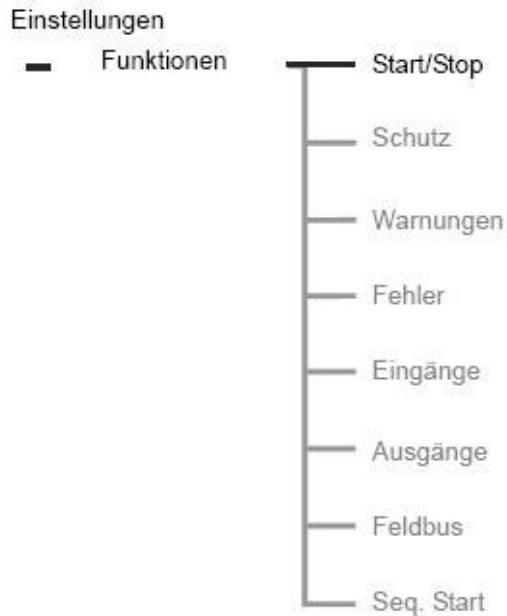 Einstellungen
Funktionen Start/Stop
Schutz
Warnungen
Fehler
Eingänge
Ausgänge
Feldbus
Seq. Start